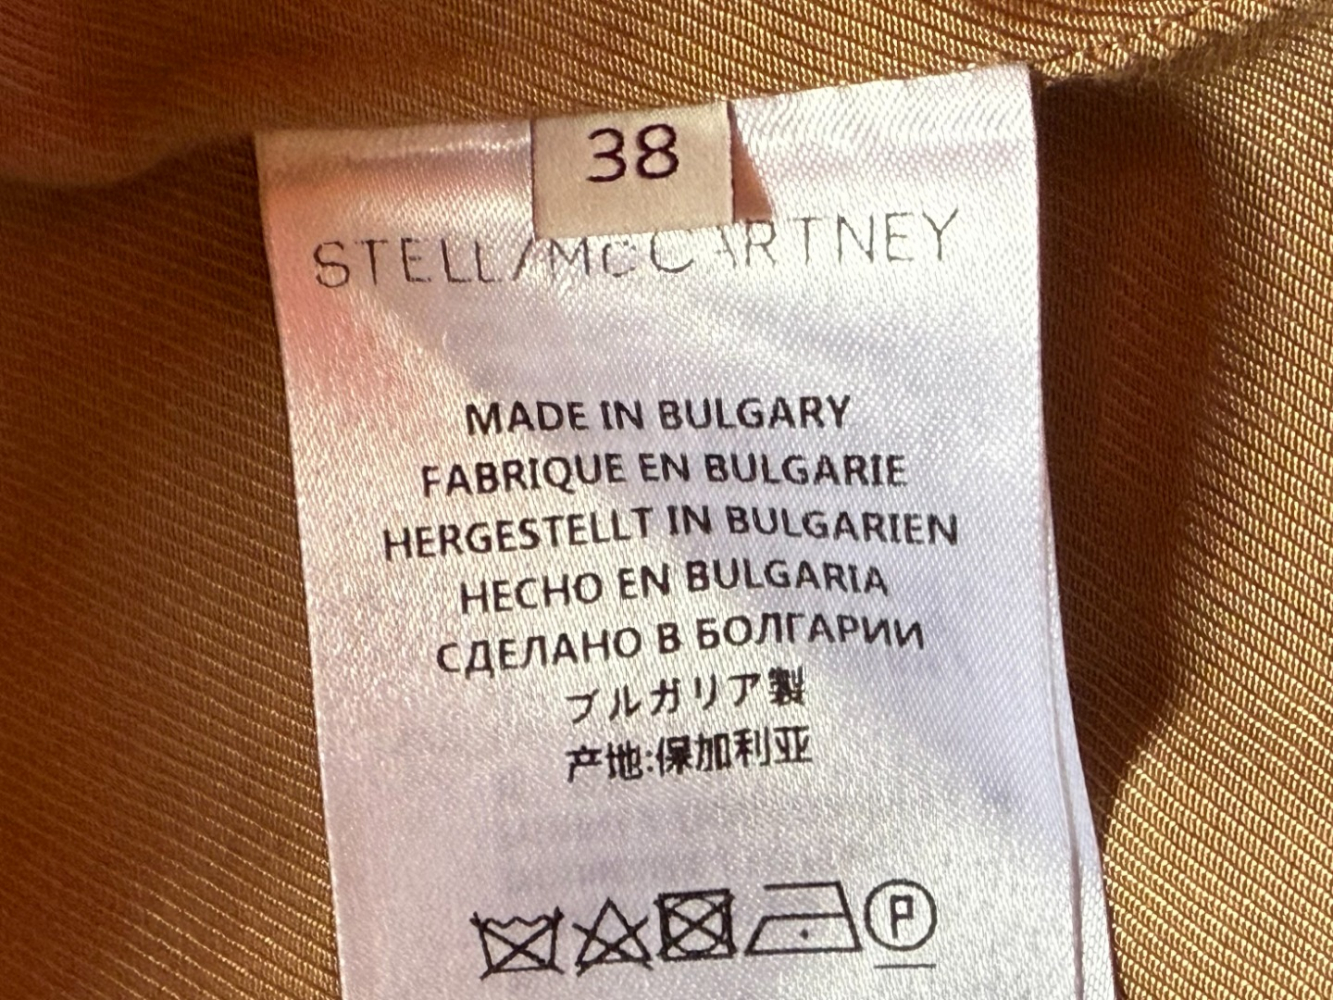 38
STELLA McCARTNEY
MADE IN BULGARY
FABRIQUE EN BULGARIE
HERGESTELLT IN BULGARIEN
HECHO EN BULGARIA
СДЕЛАНО В БОЛГАРИИ
ブルガリア製
产地:保加利亚
P